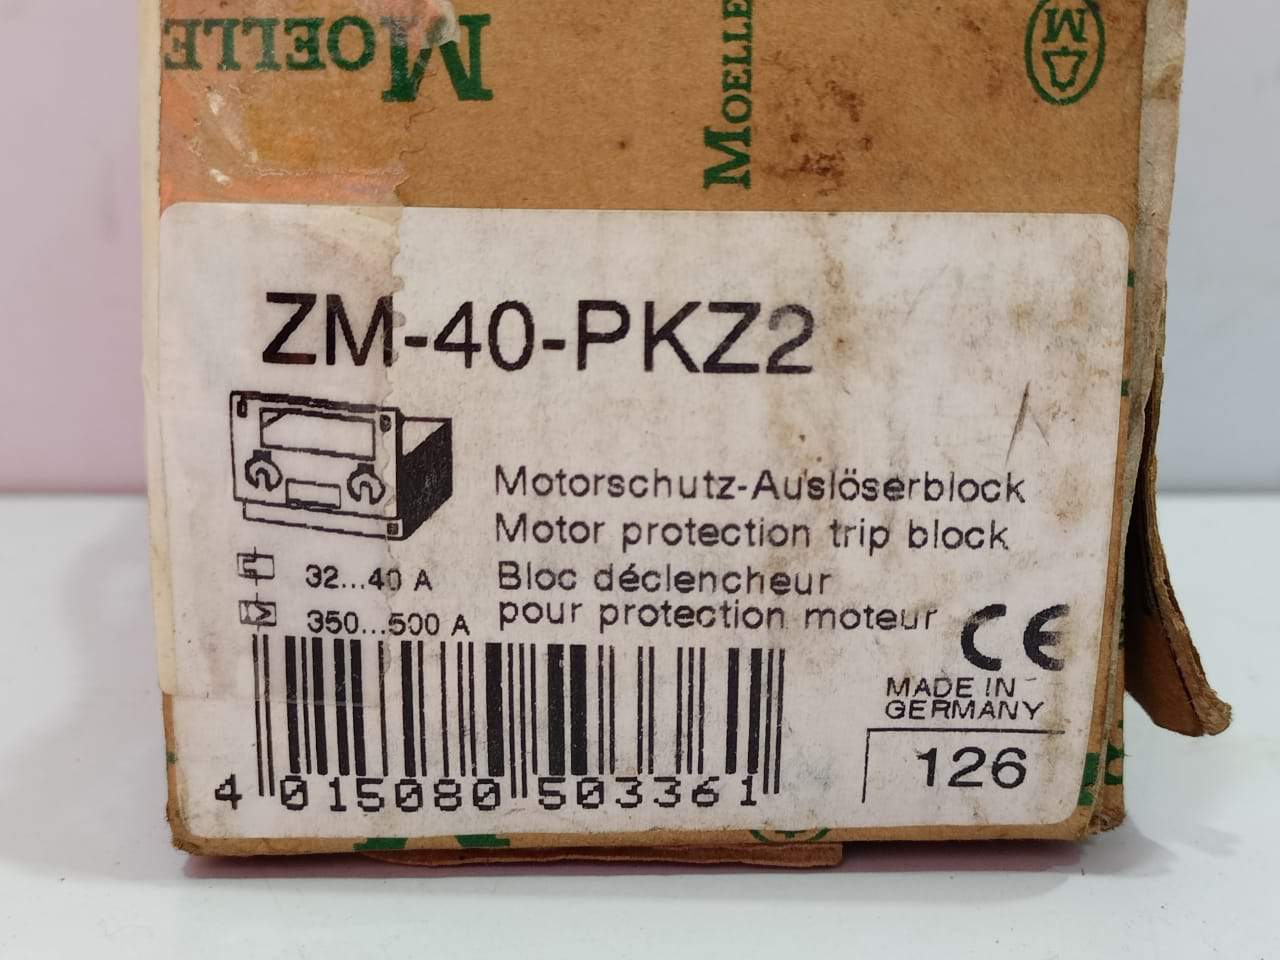 MOELLE
MOELLE
M
ZM-40-PKZ2
Motorschutz-Auslöserblock
Motor protection trip block
32...40 A
Bloc déclencheur
350...500 A
pour protection moteur
CE
MADE IN
GERMANY
126
4 015080 503361